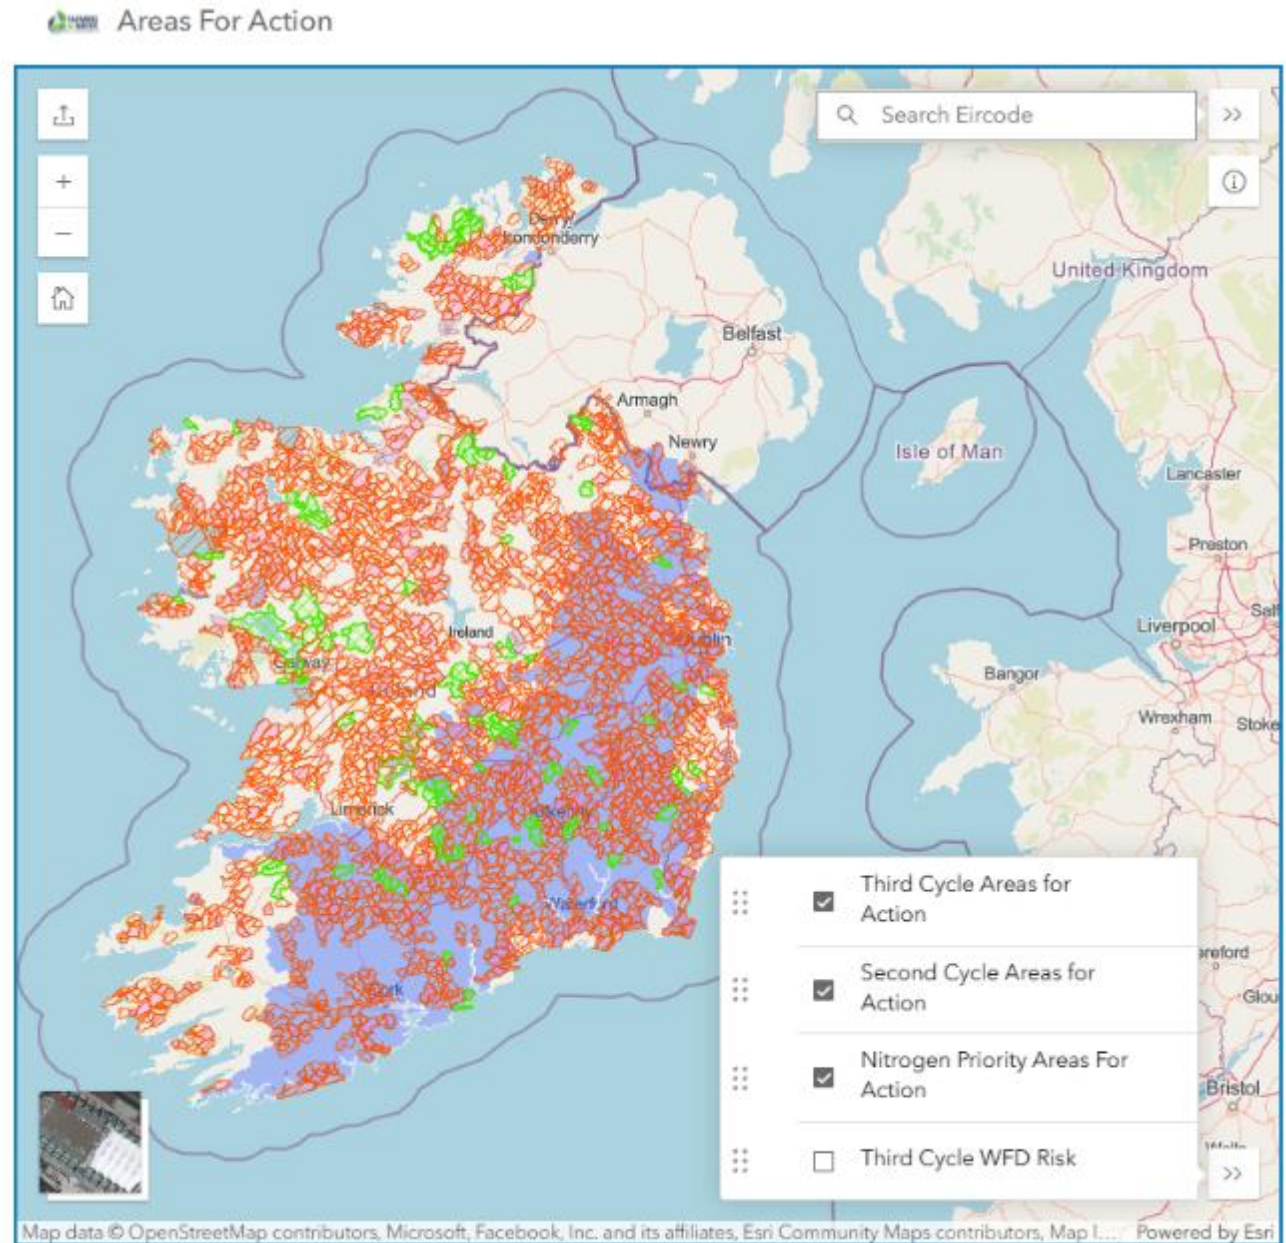 Areas For Action
Search Eircode
Derry/
Londonderry
United Kingdom
Belfast
Armagh
Newry
Isle of Man
Lancaster
Preston
Ireland
Liverpool
Galway
Bangor
Wrexham
Stoke
Limerick
Third Cycle Areas for
Action
Waterford
Second Cycle Areas for
Action
Cork
Nitrogen Priority Areas For
Action
Bristol
Third Cycle WFD Risk
Map data © OpenStreetMap contributors, Microsoft, Facebook, Inc. and its affiliates, Esri Community Maps contributors, Map l...
Powered by Esri